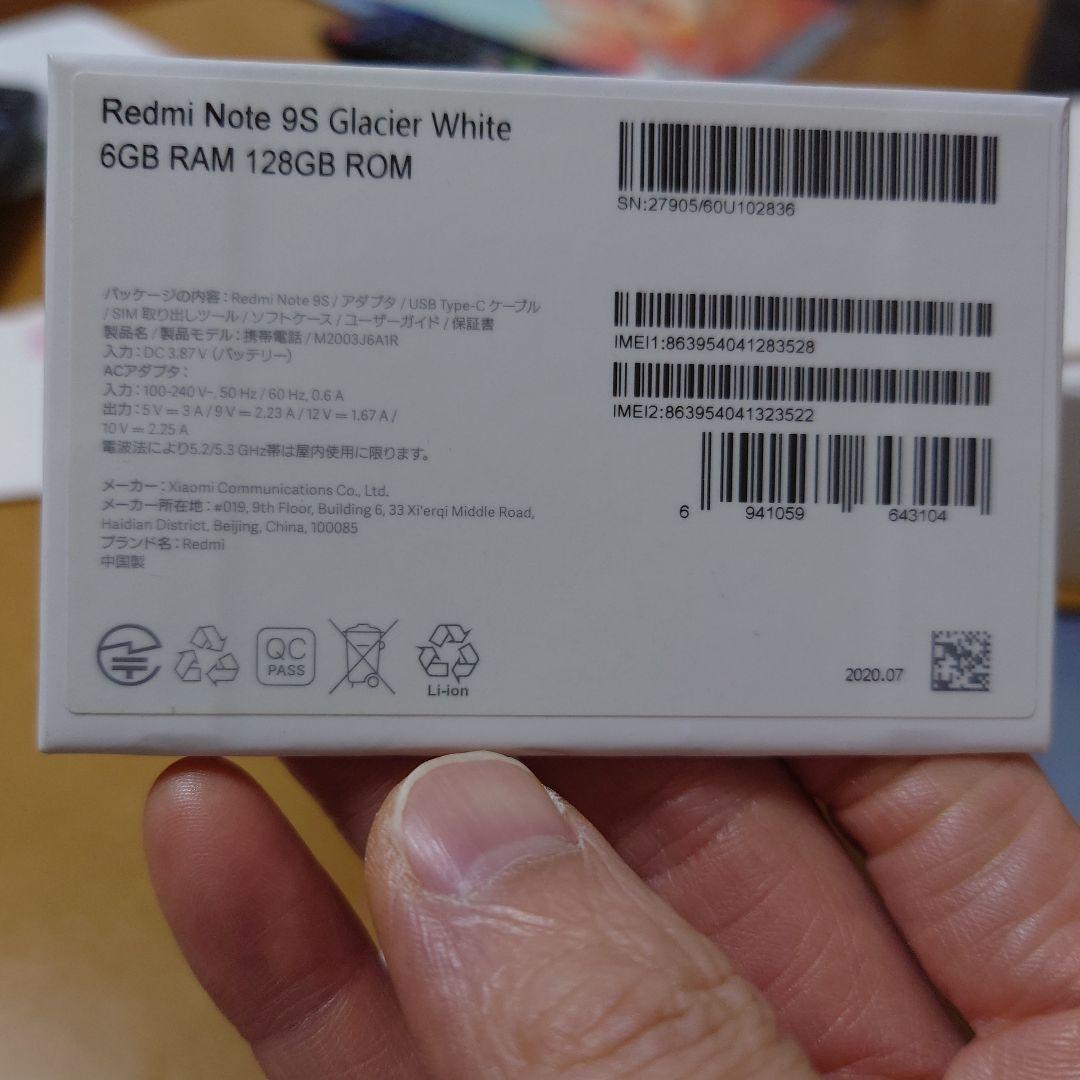 Redmi Note 9S Glacier White
6GB RAM 128GB ROM
SN:27905/60U102836
パッケージの内容：Redmi Note 9S / アダプタ / USB Type-C ケーブル
/ SIM 取り出しツール / ソフトケース / ユーザーガイド / 保証書
製品名 / 製品モデル：携帯電話 / M2003J6A1R
入力：DC 3.87 V (バッテリー)
ACアダプタ：
入力：100-240 V~, 50 Hz / 60 Hz, 0.6 A
出力：5 V ⎓ 3 A / 9 V ⎓ 2.23 A / 12 V ⎓ 1.67 A /
10 V ⎓ 2.25 A
電波法により5.2/5.3 GHz帯は屋内使用に限ります。
メーカー：Xiaomi Communications Co., Ltd.
メーカー所在地：#019, 9th Floor, Building 6, 33 Xi'erqi Middle Road,
Haidian District, Beijing, China, 100085
ブランド名：Redmi
中国製
IMEI1:863954041283528
IMEI2:863954041323522
6 941059 643104
QC
PASS
Li-ion
2020.07